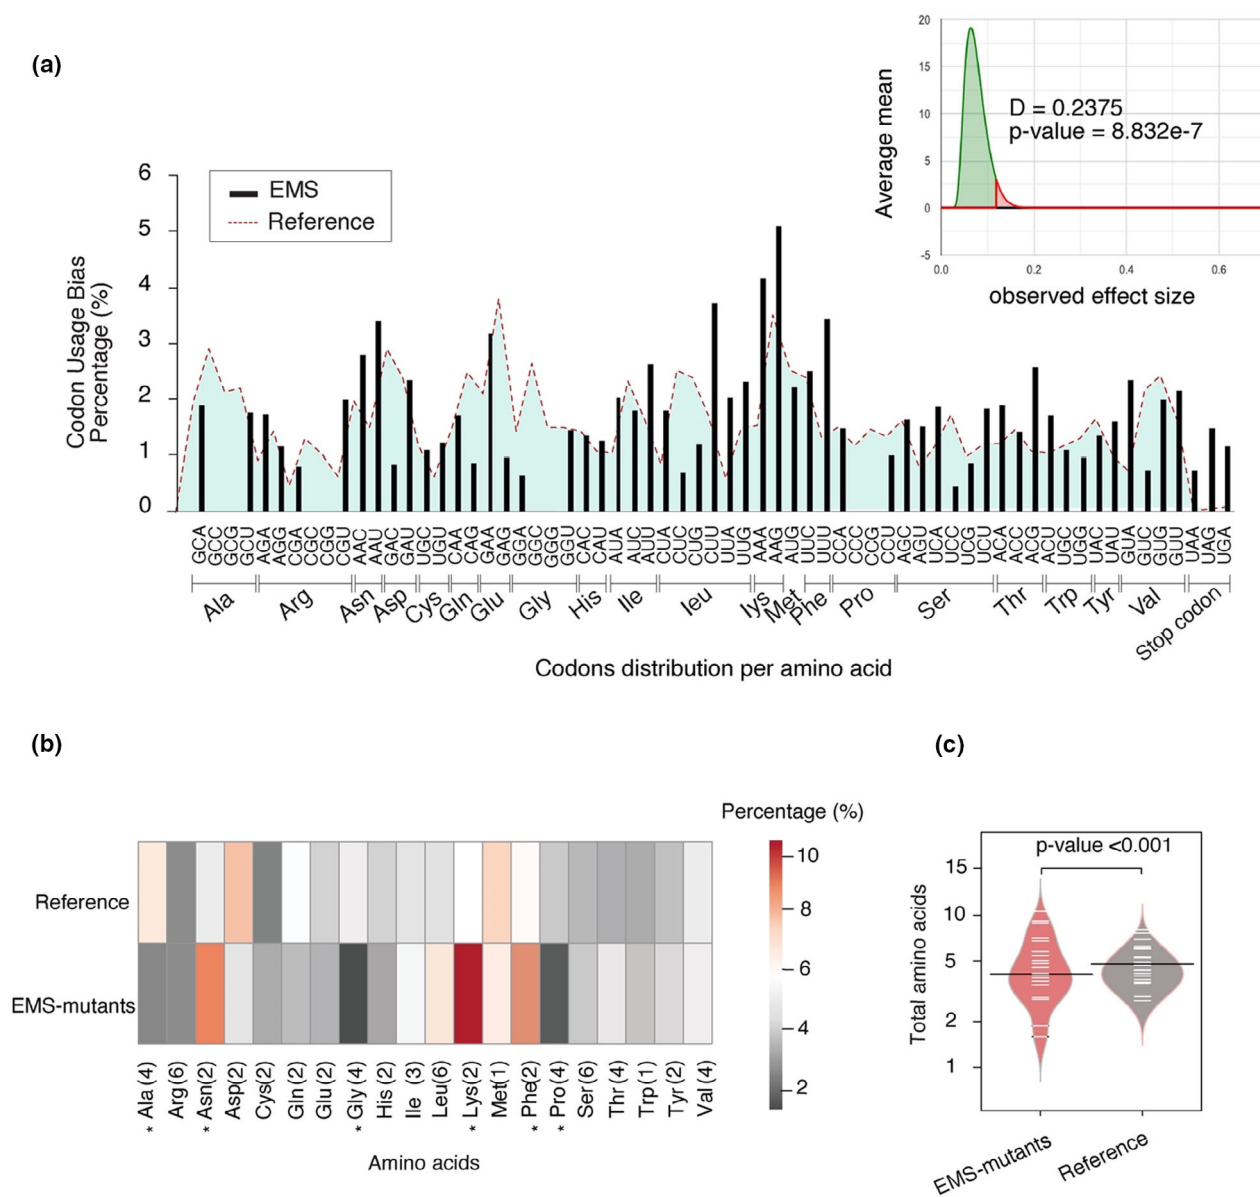 (a)
20
15
10
5
0
-5
Average mean
D = 0.2375
p-value = 8.832e-7
0.0 0.2 0.4 0.6
observed effect size
EMS
Reference
6
5
4
3
2
1
0
Codon Usage Bias
Percentage (%)
GCA GCC GCG GCU AGA AGG CGA CGC CGG CGU AAC AAU GAC GAU UGC UGU CAA CAG GAA GAG GGA GGC GGG GGU CAC CAU AUA AUC AUU CUA CUC CUG CUU UUA UUG AAA AAG AUG UUC UUU CCA CCC CCG CCU AGC AGU UCA UCC UCG UCU ACA ACC ACG ACU UGC UGG UAC UAU GUA GUC GUG GUU UAA UAG UGA
Ala Arg Asn Asp Cys Gln Glu Gly His Ile leu lys Met Phe Pro Ser Thr Trp Tyr Val Stop codon
Codons distribution per amino acid
(b)
Percentage (%)
10
8
6
4
2
Reference
EMS-mutants
* Ala (4) Arg (6) * Asn(2) Asp(2) Cys(2) Gln (2) Glu (2) * Gly (4) His (2) Ile (3) Leu(6) * Lys(2) Met(1) * Phe(2) * Pro (4) Ser (6) Thr (4) Trp (1) Tyr (2) Val (4)
Amino acids
(c)
p-value <0.001
15
10
5
2
1
Total amino acids
EMS-mutants
Reference